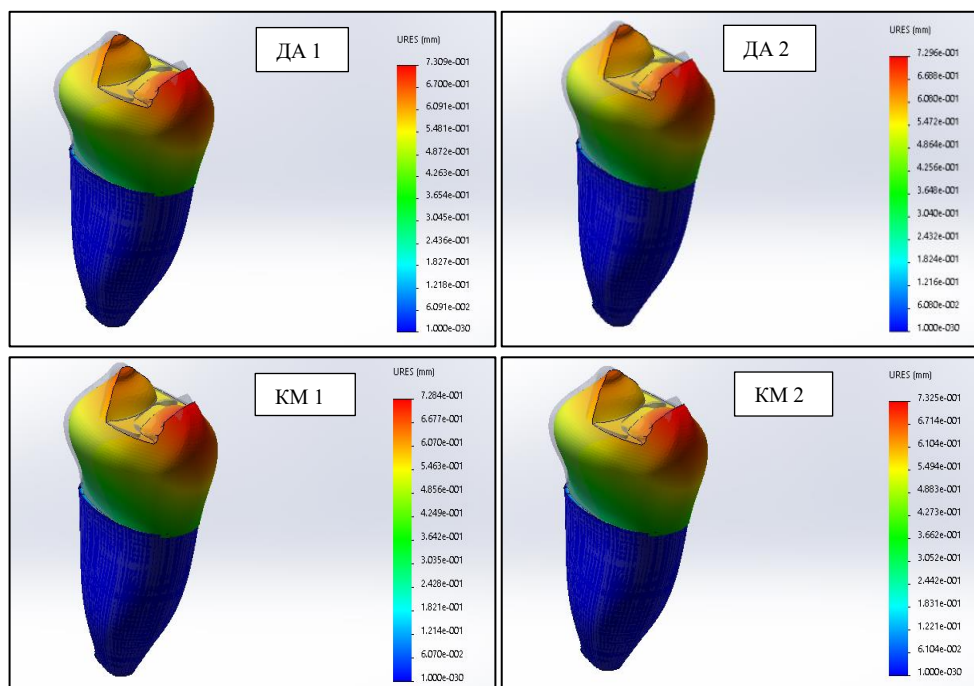 ДА 1
URES (mm)
7.309e-001
6.700e-001
6.091e-001
5.481e-001
4.872e-001
4.263e-001
3.654e-001
3.045e-001
2.436e-001
1.827e-001
1.218e-001
6.091e-002
1.000e-030
ДА 2
URES (mm)
7.296e-001
6.688e-001
6.080e-001
5.472e-001
4.864e-001
4.256e-001
3.648e-001
3.040e-001
2.432e-001
1.824e-001
1.216e-001
6.080e-002
1.000e-030
КМ 1
URES (mm)
7.284e-001
6.677e-001
6.070e-001
5.463e-001
4.856e-001
4.249e-001
3.642e-001
3.035e-001
2.428e-001
1.821e-001
1.214e-001
6.070e-002
1.000e-030
КМ 2
URES (mm)
7.325e-001
6.714e-001
6.104e-001
5.494e-001
4.883e-001
4.273e-001
3.662e-001
3.052e-001
2.442e-001
1.831e-001
1.221e-001
6.104e-002
1.000e-030